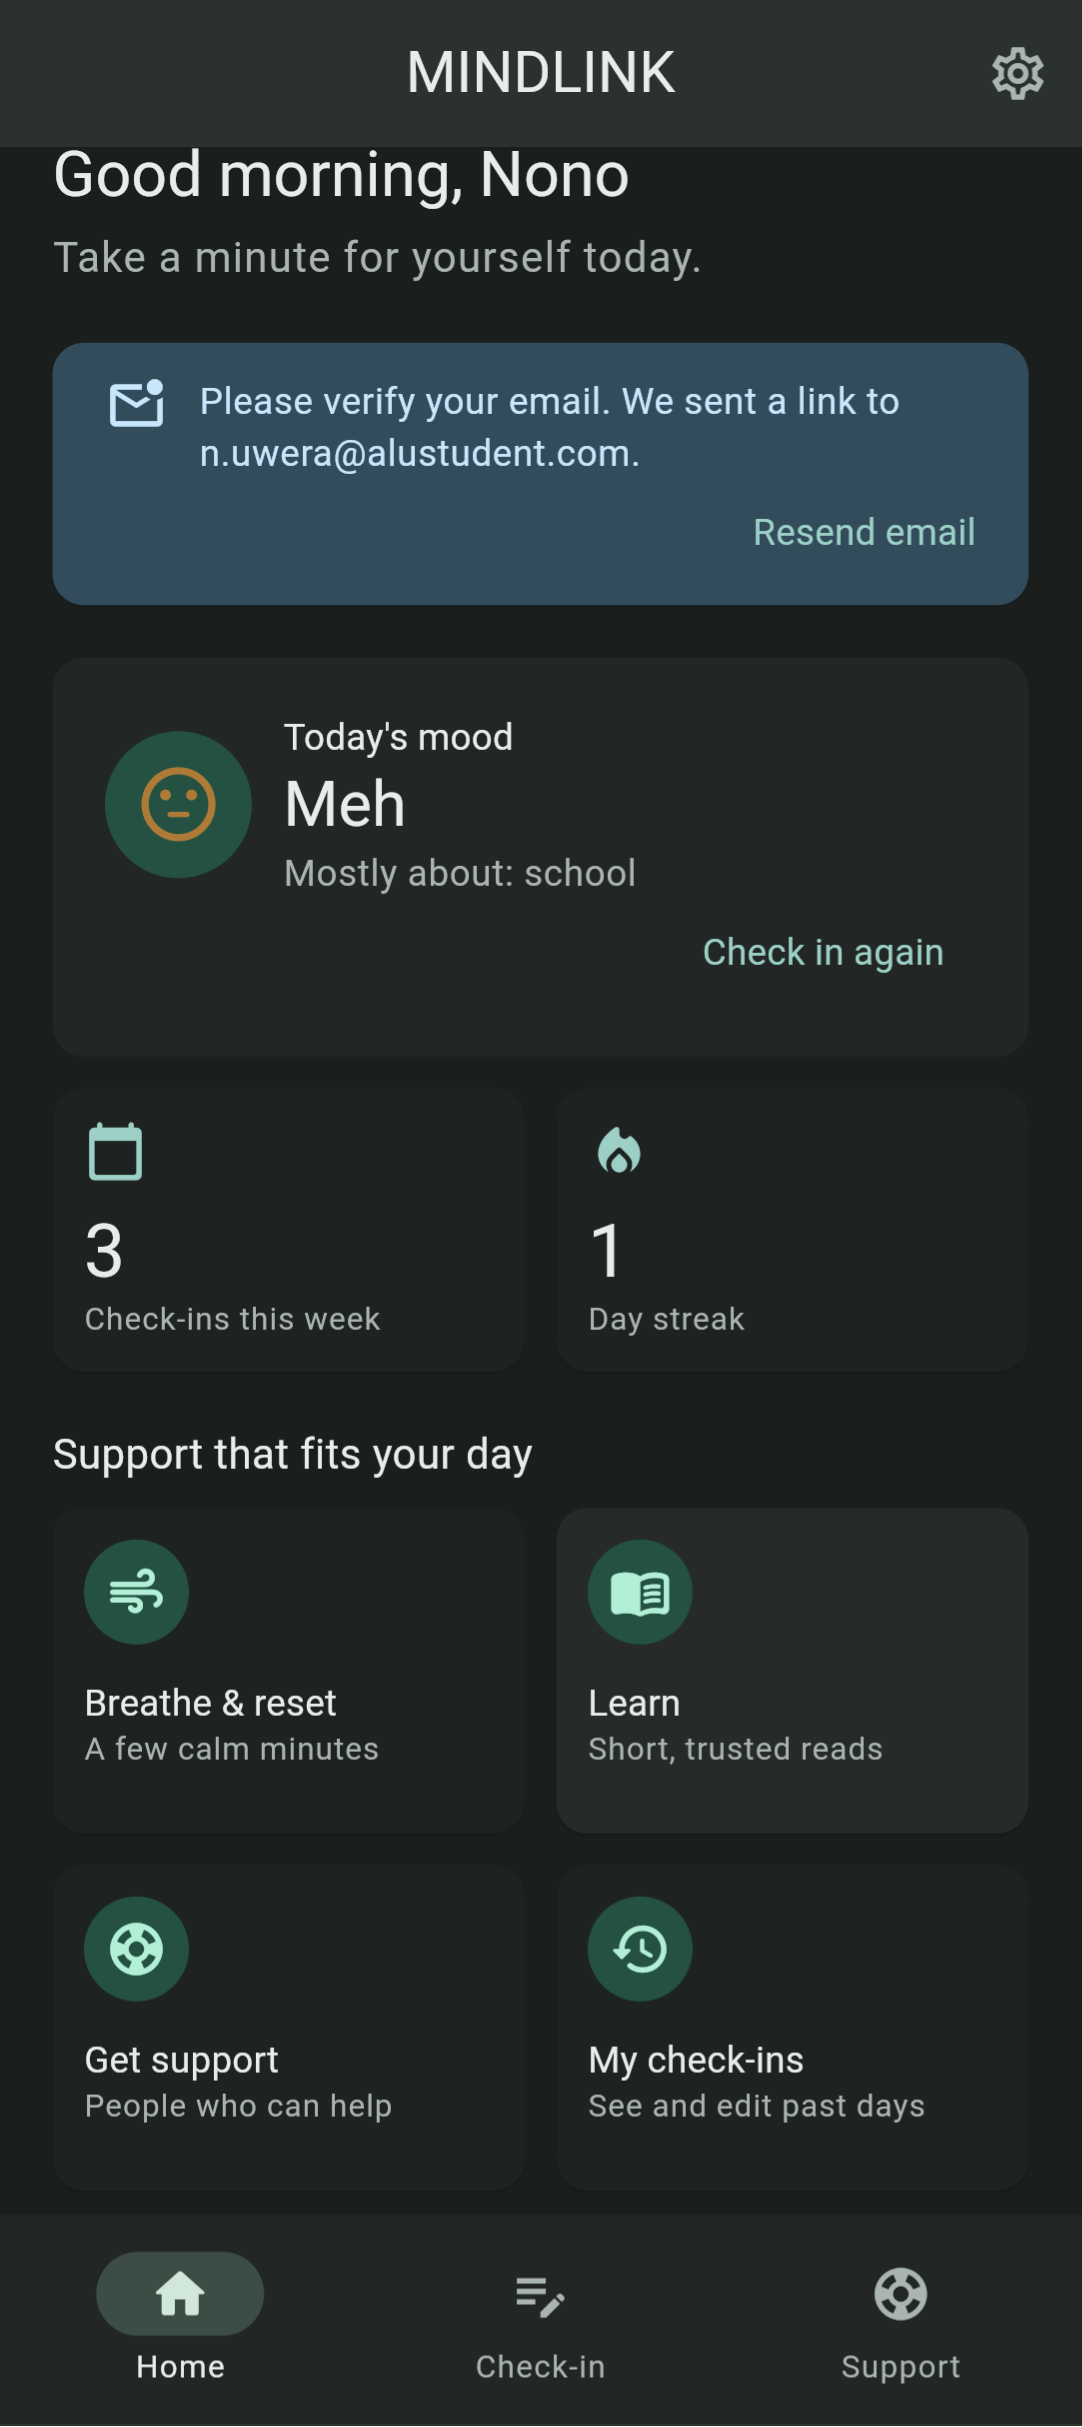 MINDLINK
Good morning, Nono
Take a minute for yourself today.
Please verify your email. We sent a link to
n.uwera@alustudent.com.
Resend email
Today's mood
Meh
Mostly about: school
Check in again
3
Check-ins this week
1
Day streak
Support that fits your day
Breathe & reset
A few calm minutes
Learn
Short, trusted reads
Get support
People who can help
My check-ins
See and edit past days
Home
Check-in
Support